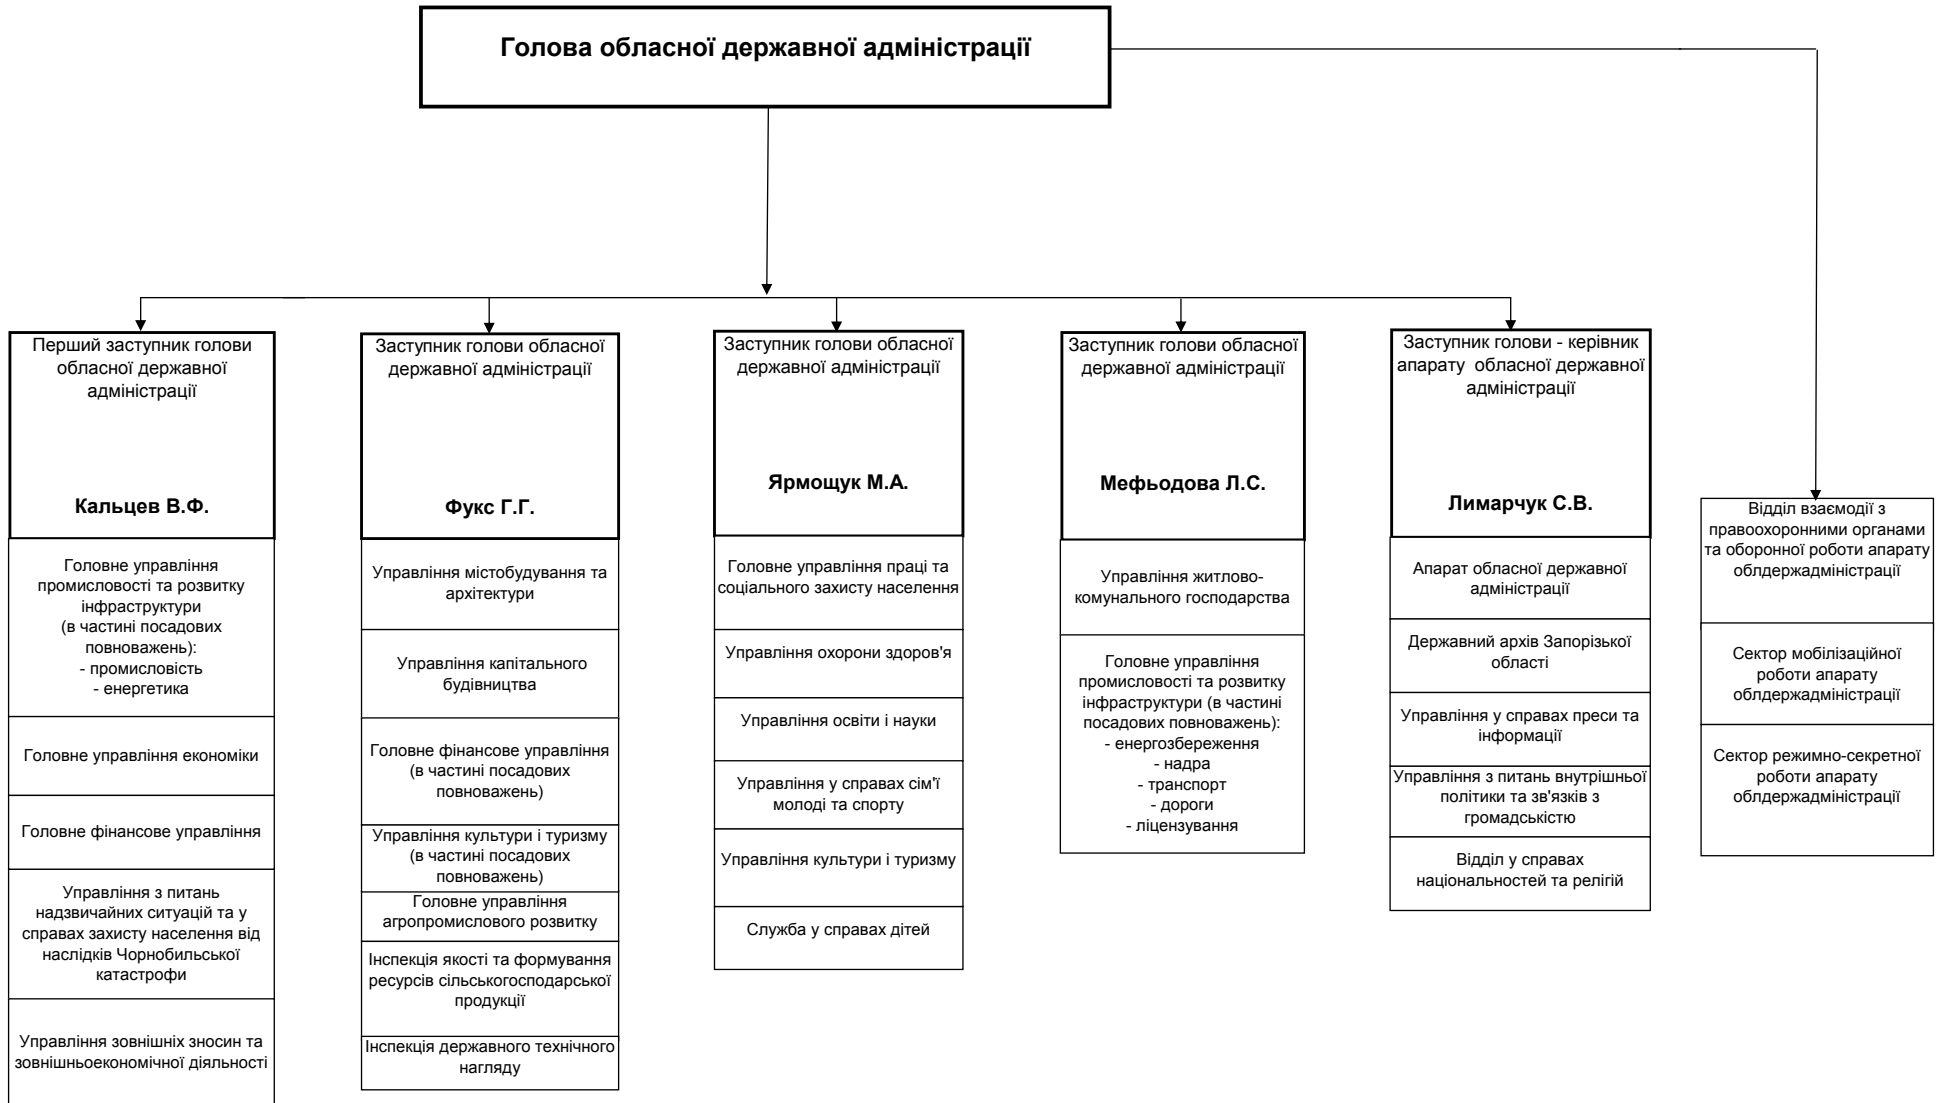 Голова обласної державної адміністрації
Перший заступник голови
обласної державної
адміністрації
Кальцев В.Ф.
Головне управління
промисловості та розвитку
інфраструктури
(в частині посадових
повноважень):
- промисловість
- енергетика
Головне управління економіки
Головне фінансове управління
Управління з питань
надзвичайних ситуацій та у
справах захисту населення від
наслідків Чорнобильської
катастрофи
Управління зовнішніх зносин та
зовнішньоекономічної діяльності
Заступник голови обласної
державної адміністрації
Фукс Г.Г.
Управління містобудування та
архітектури
Управління капітального
будівництва
Головне фінансове управління
(в частині посадових
повноважень)
Управління культури і туризму
(в частині посадових
повноважень)
Головне управління
агропромислового розвитку
Інспекція якості та формування
ресурсів сільськогосподарської
продукції
Інспекція державного технічного
нагляду
Заступник голови обласної
державної адміністрації
Ярмощук М.А.
Головне управління праці та
соціального захисту населення
Управління охорони здоров'я
Управління освіти і науки
Управління у справах сім'ї
молоді та спорту
Управління культури і туризму
Служба у справах дітей
Заступник голови обласної
державної адміністрації
Мефьодова Л.С.
Управління житлово-
комунального господарства
Головне управління
промисловості та розвитку
інфраструктури (в частині
посадових повноважень):
- енергозбереження
- надра
- транспорт
- дороги
- ліцензування
Заступник голови - керівник
апарату обласної державної
адміністрації
Лимарчук С.В.
Апарат обласної державної
адміністрації
Державний архів Запорізької
області
Управління у справах преси та
інформації
Управління з питань внутрішньої
політики та зв'язків з
громадськістю
Відділ у справах
національностей та релігій
Відділ взаємодії з
правоохоронними органами
та оборонної роботи апарату
облдержадміністрації
Сектор мобілізаційної
роботи апарату
облдержадміністрації
Сектор режимно-секретної
роботи апарату
облдержадміністрації